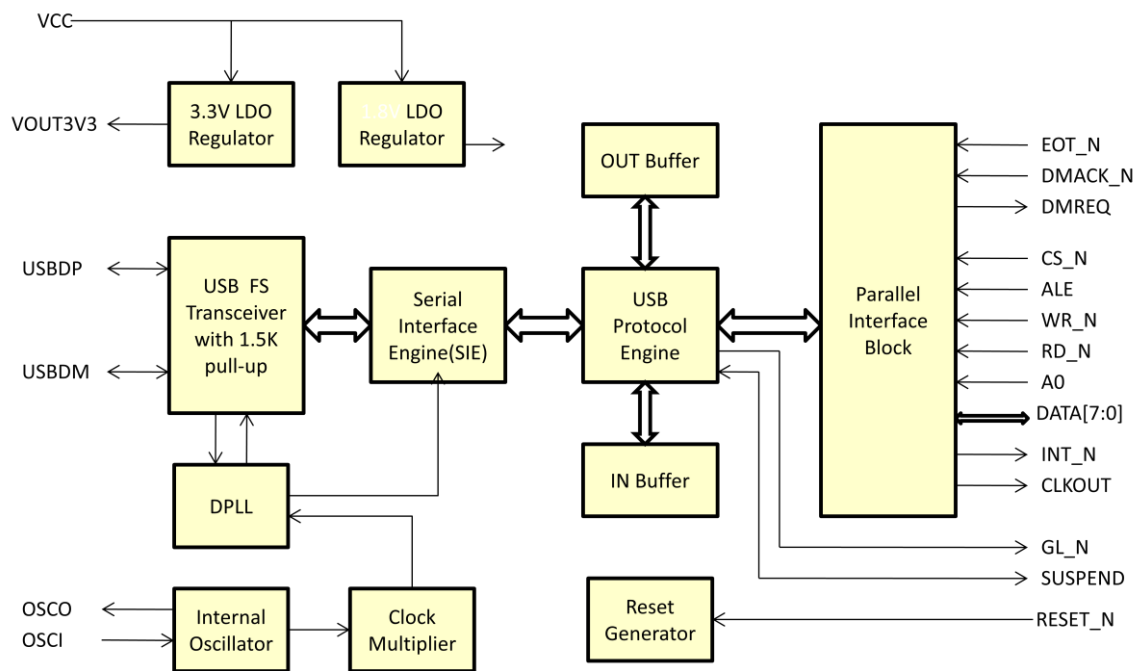 VCC
3.3V LDO
Regulator
1.8V LDO
Regulator
VOUT3V3
OUT Buffer
EOT_N
DMACK_N
DMREQ
USBDP
USBDM
USB FS
Transceiver
with 1.5K
pull-up
Serial
Interface
Engine(SIE)
USB
Protocol
Engine
Parallel
Interface
Block
CS_N
ALE
WR_N
RD_N
A0
DATA[7:0]
INT_N
CLKOUT
DPLL
IN Buffer
GL_N
SUSPEND
OSCO
OSCI
Internal
Oscillator
Clock
Multiplier
Reset
Generator
RESET_N